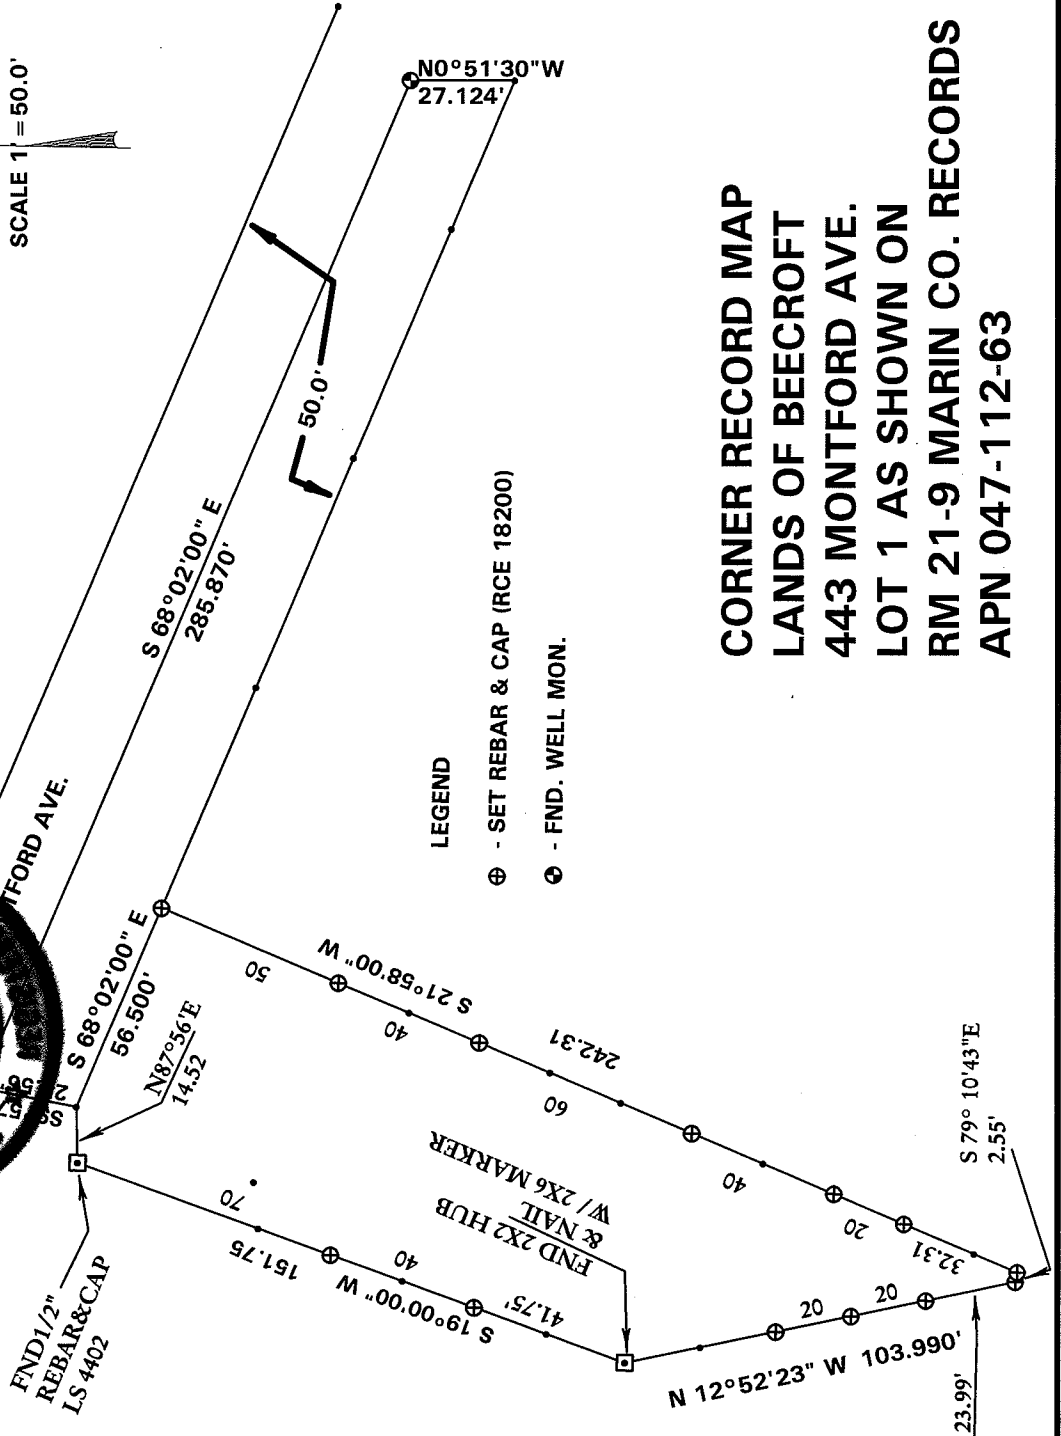 SCALE 1"= 50.0'
N0°51'30"W
27.124'
50.0'
S 68°02'00" E
285.870'
TFORD AVE.
S 68°02'00" E
56.500'
N87°56'E
14.52
FND1/2"
REBAR&CAP
LS 4402
LEGEND
⊕ - SET REBAR & CAP (RCE 18200)
- FND. WELL MON.
50
S 21°58'00" W
40
242.31
60
40
20
32.31
70
151.75
40
S 19°00'00" W
41.75'
FND 2X2 HUB
& NAIL
W/ 2X6 MARKER
20
20
N 12°52'23" W 103.990'
23.99'
S 79° 10'43"E
2.55'
CORNER RECORD MAP
LANDS OF BEECROFT
443 MONTFORD AVE.
LOT 1 AS SHOWN ON
RM 21-9 MARIN CO. RECORDS
APN 047-112-63